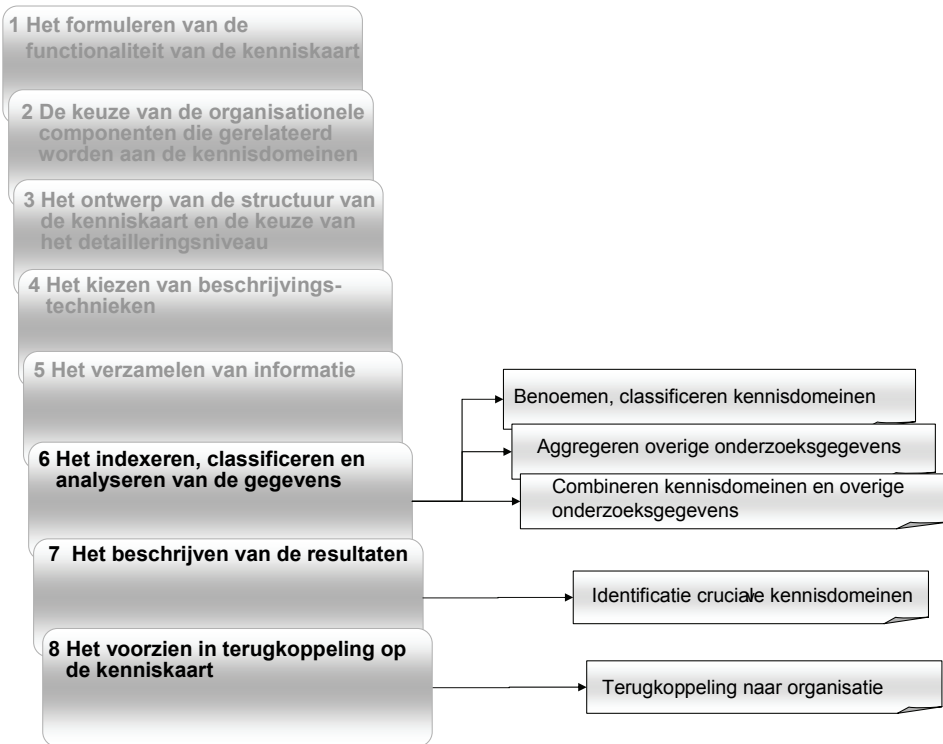 1 Het formuleren van de
functionaliteit van de kenniskaart
2 De keuze van de organisationele
componenten die gerelateerd
worden aan de kennisdomeinen
3 Het ontwerp van de structuur van
de kenniskaart en de keuze van
het detailleringsniveau
4 Het kiezen van beschrijvings-
technieken
5 Het verzamelen van informatie
6 Het indexeren, classificeren en
analyseren van de gegevens
Benoemen, classificeren kennisdomeinen
Aggregeren overige onderzoeksgegevens
Combineren kennisdomeinen en overige
onderzoeksgegevens
7 Het beschrijven van de resultaten
Identificatie cruciale kennisdomeinen
8 Het voorzien in terugkoppeling op
de kenniskaart
Terugkoppeling naar organisatie